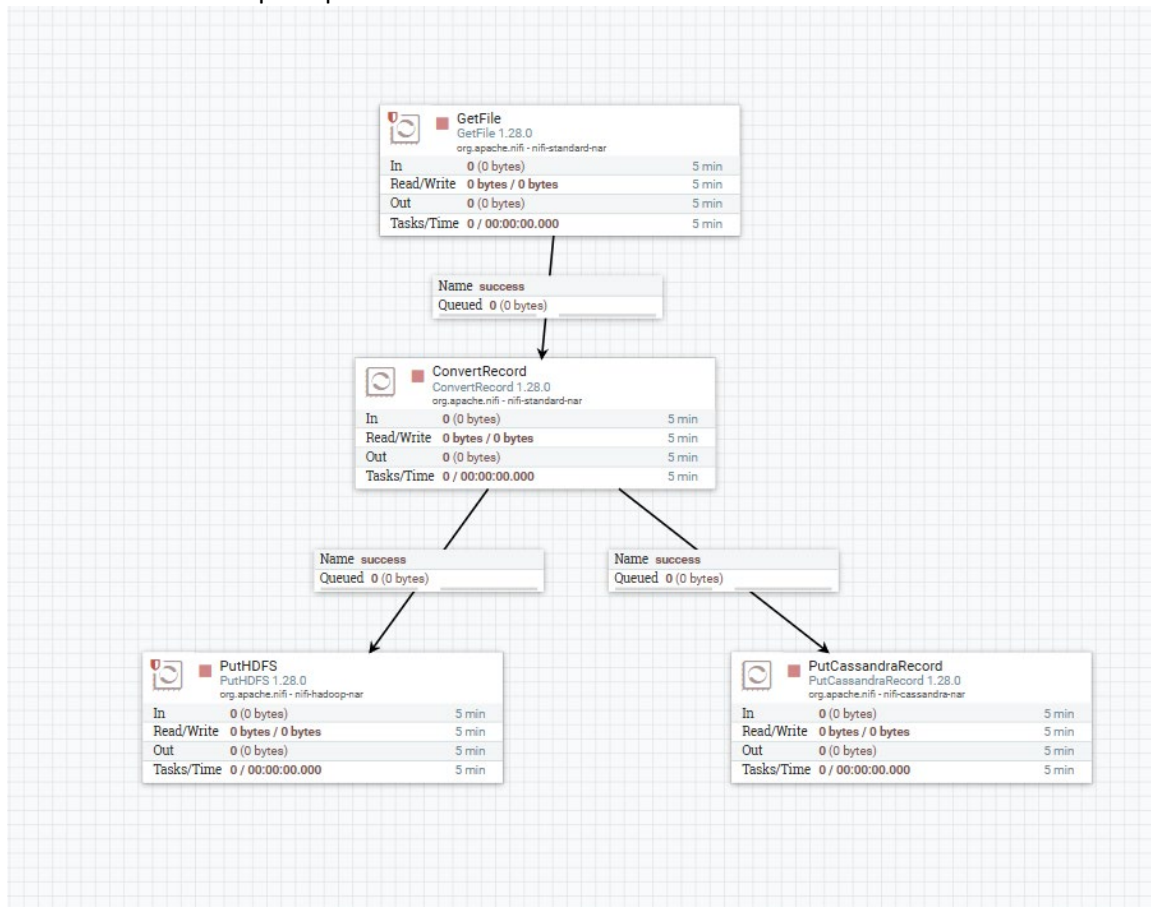 GetFile
GetFile 1.28.0
org.apache.nifi - nifi-standard-nar
In 0 (0 bytes) 5 min
Read/Write 0 bytes / 0 bytes 5 min
Out 0 (0 bytes) 5 min
Tasks/Time 0 / 00:00:00.000 5 min
Name success
Queued 0 (0 bytes)
ConvertRecord
ConvertRecord 1.28.0
org.apache.nifi - nifi-standard-nar
In 0 (0 bytes) 5 min
Read/Write 0 bytes / 0 bytes 5 min
Out 0 (0 bytes) 5 min
Tasks/Time 0 / 00:00:00.000 5 min
Name success
Queued 0 (0 bytes)
Name success
Queued 0 (0 bytes)
PutHDFS
PutHDFS 1.28.0
org.apache.nifi - nifi-hadoop-nar
In 0 (0 bytes) 5 min
Read/Write 0 bytes / 0 bytes 5 min
Out 0 (0 bytes) 5 min
Tasks/Time 0 / 00:00:00.000 5 min
PutCassandraRecord
PutCassandraRecord 1.28.0
org.apache.nifi - nifi-cassandra-nar
In 0 (0 bytes) 5 min
Read/Write 0 bytes / 0 bytes 5 min
Out 0 (0 bytes) 5 min
Tasks/Time 0 / 00:00:00.000 5 min